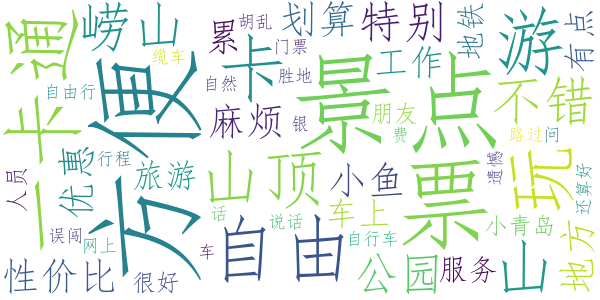 一卡通
崂山
方便
累
胡乱
卡
缆车
自由行
自然
门票
胜地
银
划算
特别
地铁
工作
游
有点
景点
麻烦
朋友
费
不错
路过
问
人员
优惠
行程
旅游
山顶
小鱼
票
遗憾
玩
还算好
误闯
网上
话
说话
车上
小青岛
性价比
很好
车
自由
自行车
公园
服务
山
地方